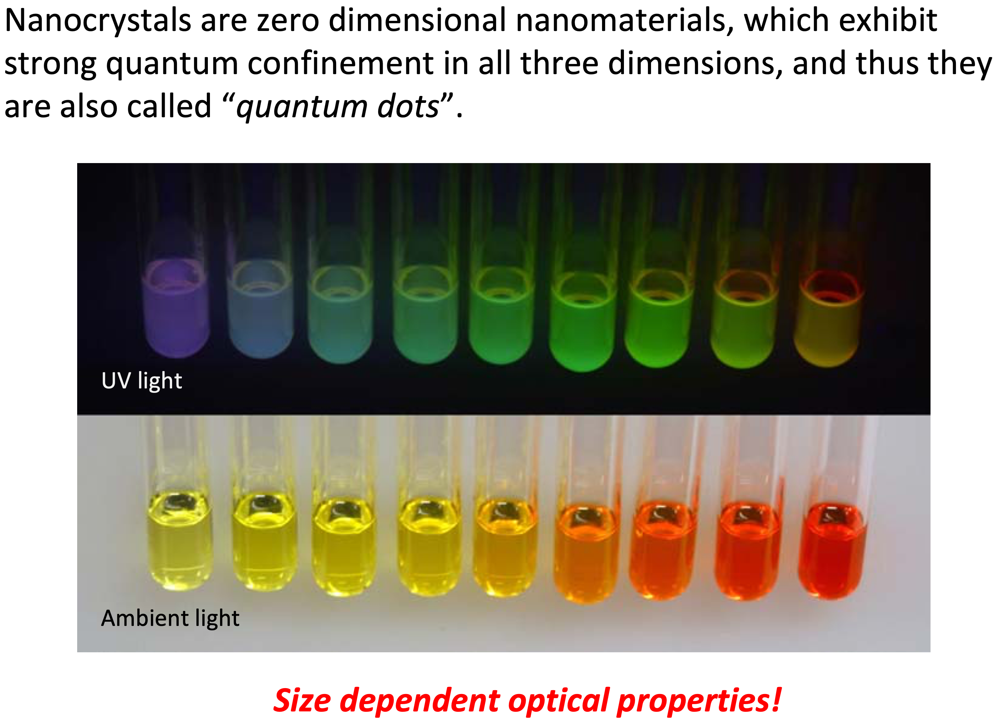 Nanocrystals are zero dimensional nanomaterials, which exhibit
strong quantum confinement in all three dimensions, and thus they
are also called “quantum dots”.
UV light
Ambient light
Size dependent optical properties!